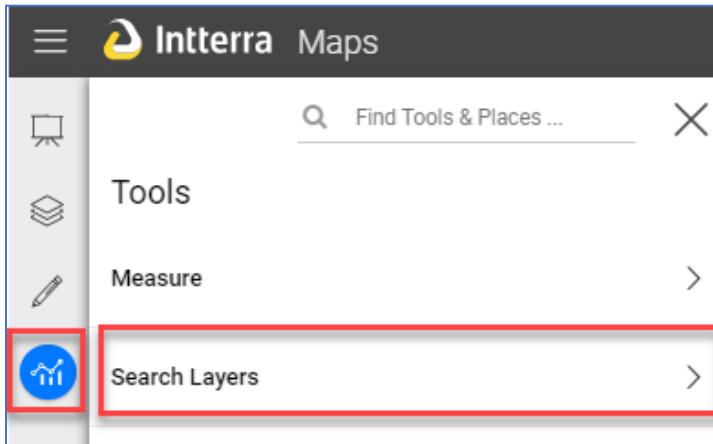 Intterra Maps
Find Tools & Places ...
Tools
Measure
Search Layers